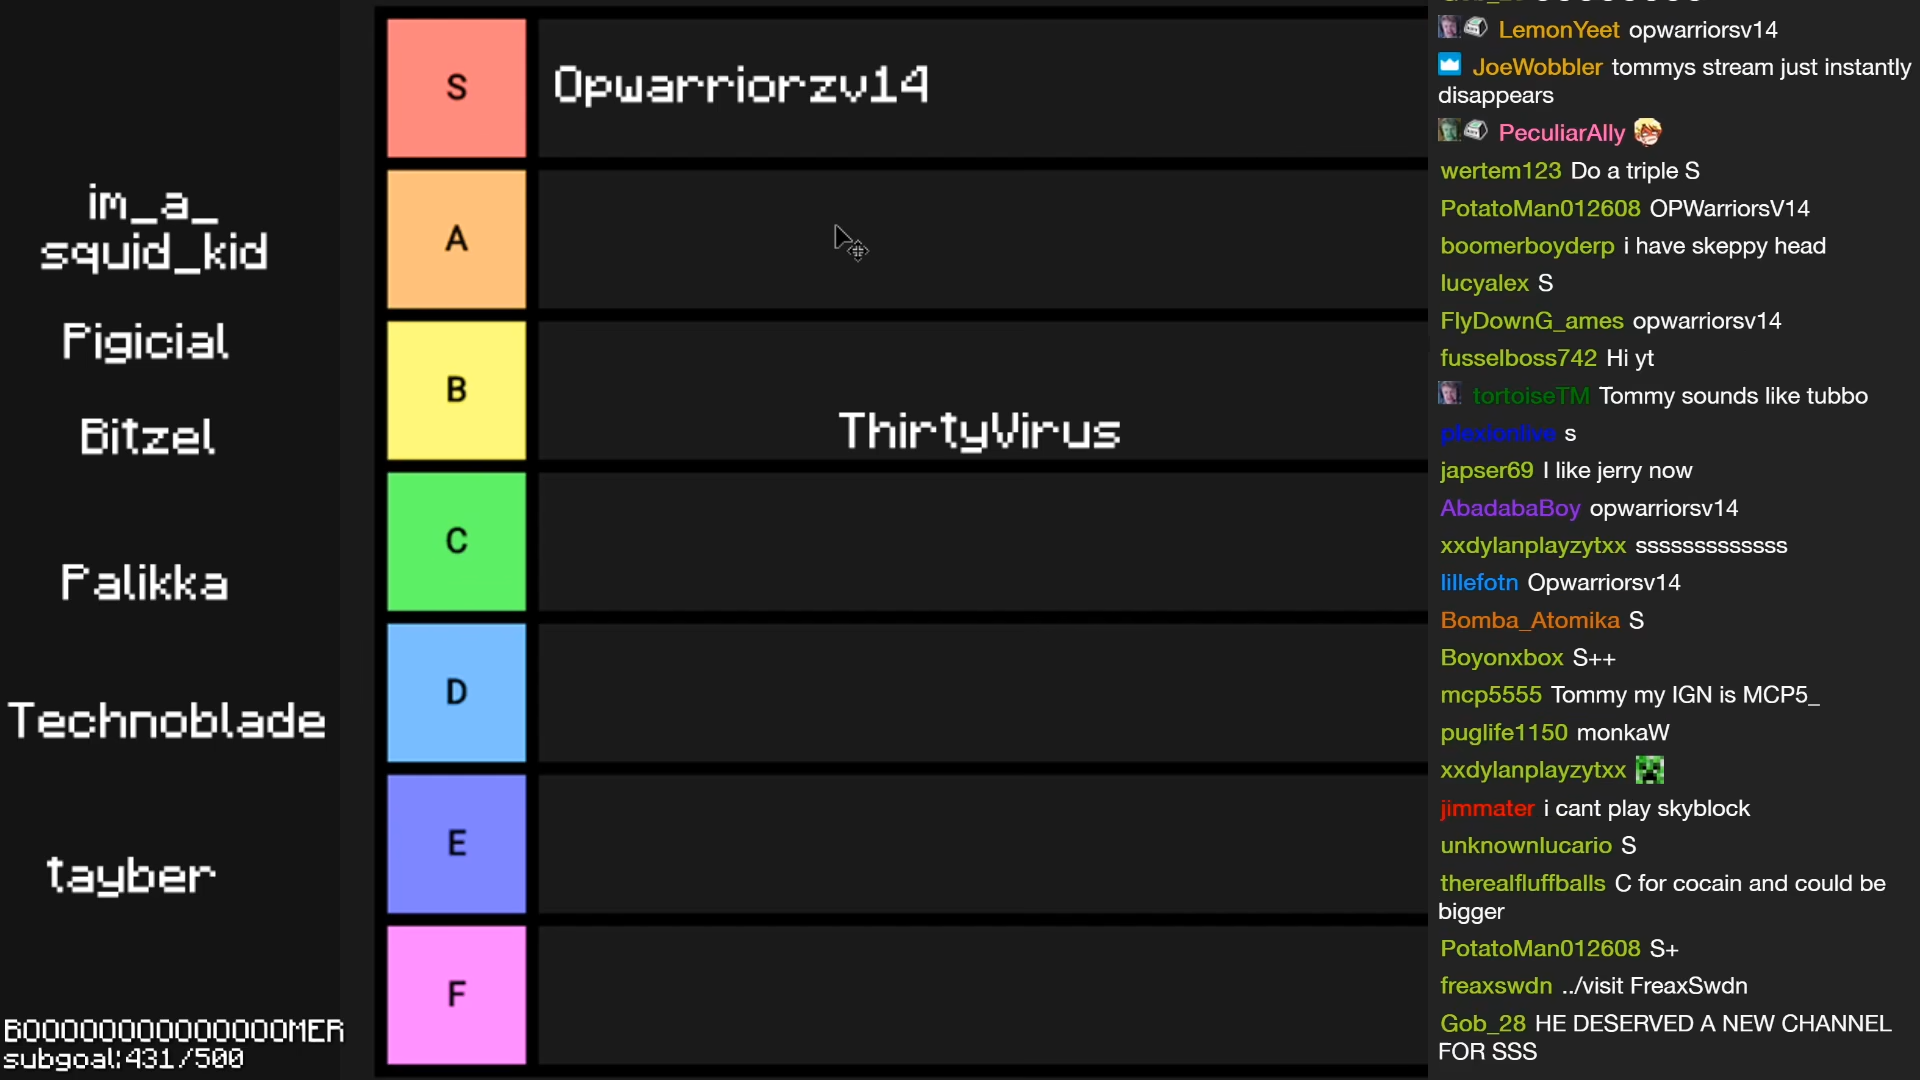 im_a_
squid_kid
Pigicial
Bitzel
Palikka
Technoblade
tayber
BOOOOOOOOOOOOOOOMER
subgoal:431/500
S
Opwarriorzv14
A
B
ThirtyVirus
C
D
E
F
LemonYeet opwarriorsv14
JoeWobbler tommys stream just instantly
disappears
PeculiarAlly
wertem123 Do a triple S
PotatoMan012608 OPWarriorsV14
boomerboyderp i have skeppy head
lucyalex S
FlyDownG_ames opwarriorsv14
fusselboss742 Hi yt
tortoiseTM Tommy sounds like tubbo
plexionlive s
japser69 I like jerry now
AbadabaBoy opwarriorsv14
xxdylanplayzytxx sssssssssssss
lillefotn Opwarriorsv14
Bomba_Atomika S
Boyonxbox S++
mcp5555 Tommy my IGN is MCP5_
puglife1150 monkaW
xxdylanplayzytxx
jimmater i cant play skyblock
unknownlucario S
therealfluffballs C for cocain and could be
bigger
PotatoMan012608 S+
freaxswdn ../visit FreaxSwdn
Gob_28 HE DESERVED A NEW CHANNEL
FOR SSS